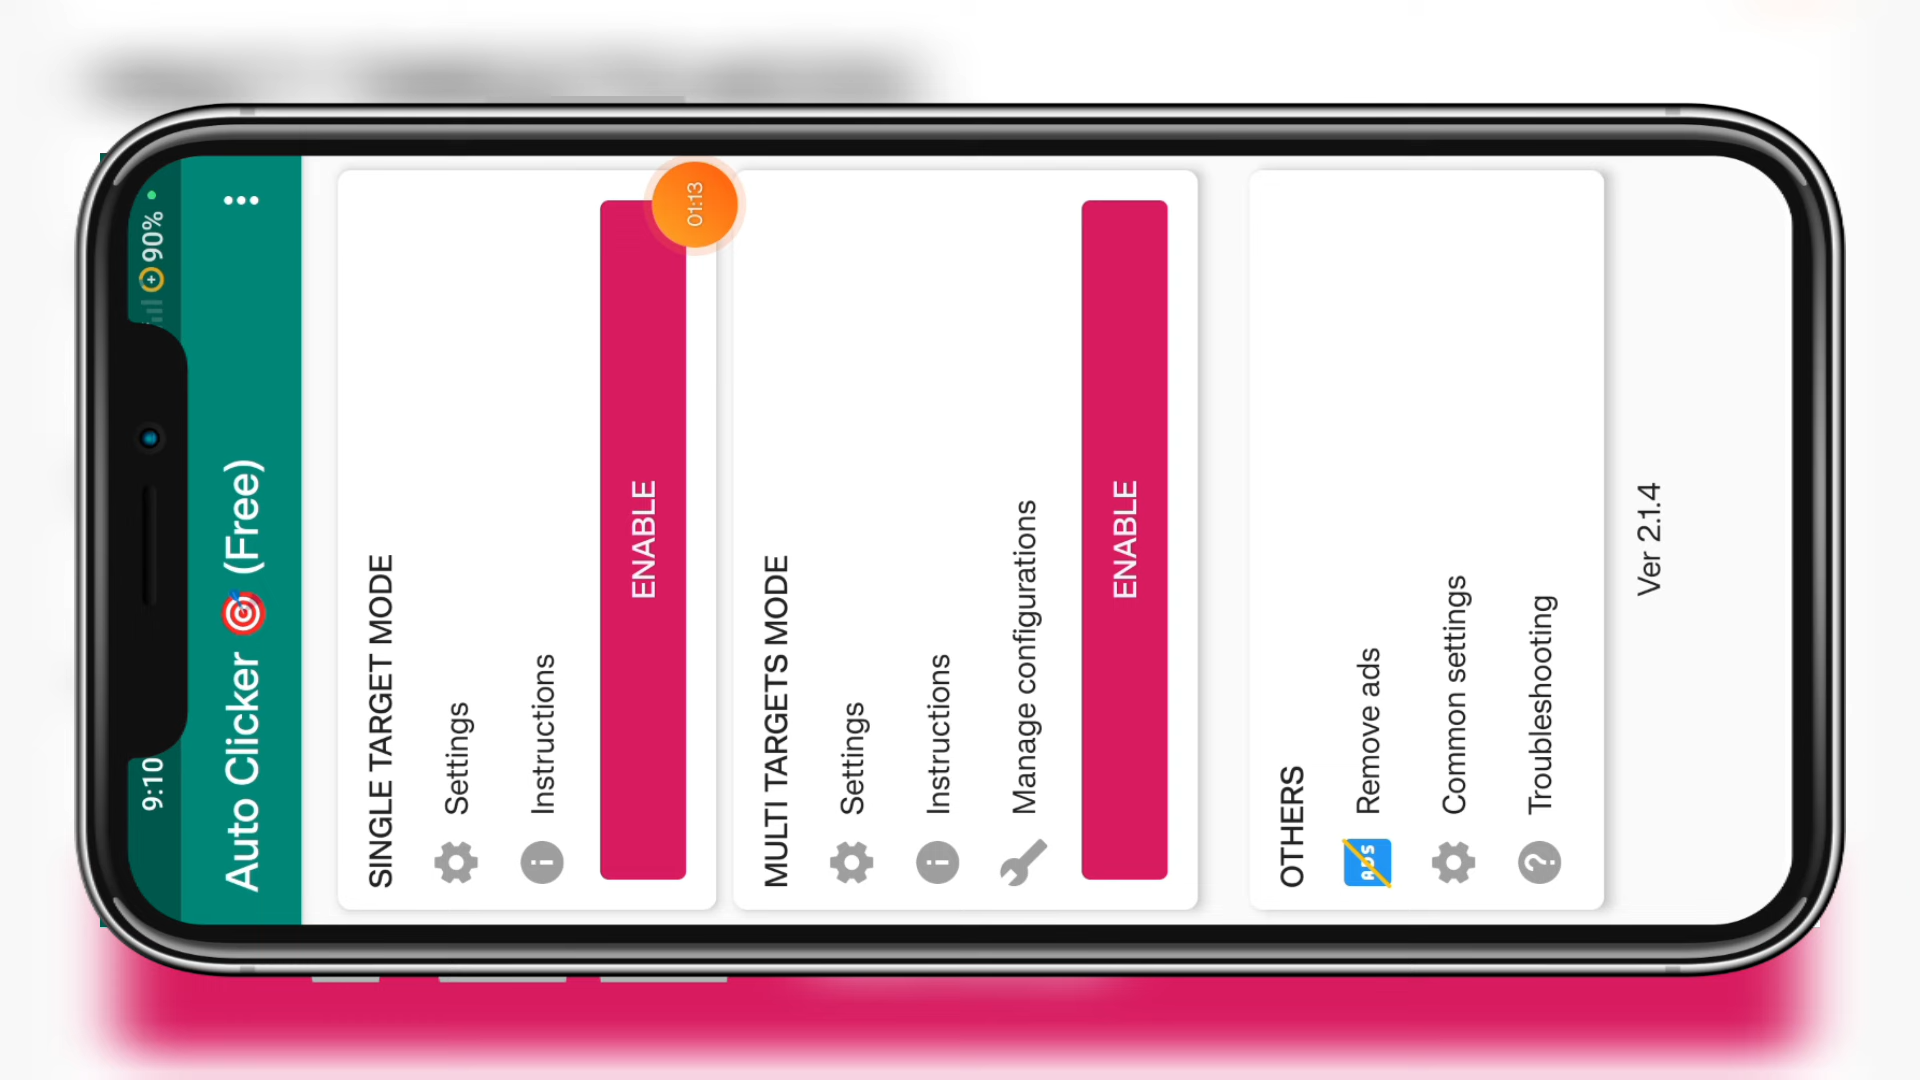 9:10
90%
Auto Clicker 🎯 (Free)
SINGLE TARGET MODE
Settings
Instructions
ENABLE
01:13
MULTI TARGETS MODE
Settings
Instructions
Manage configurations
ENABLE
OTHERS
ADS Remove ads
Common settings
Troubleshooting
Ver 2.1.4